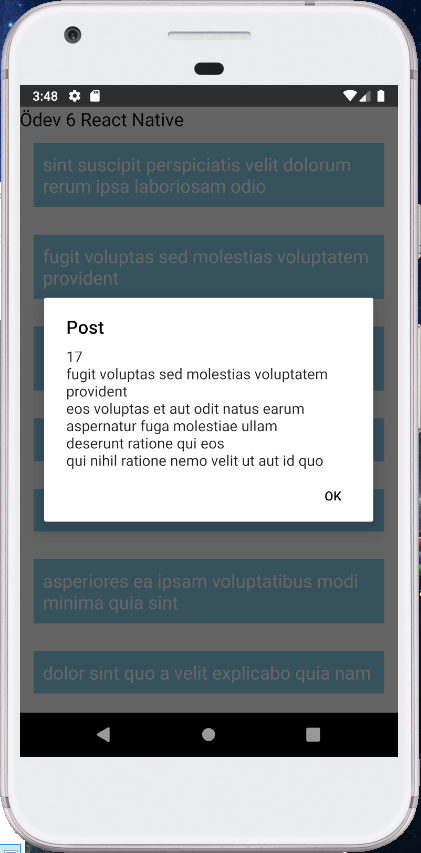 3:48
Ödev 6 React Native
sint suscipit perspiciatis velit dolorum
rerum ipsa laboriosam odio
fugit voluptas sed molestias voluptatem
provident
Post
17
fugit voluptas sed molestias voluptatem
provident
eos voluptas et aut odit natus earum
aspernatur fuga molestiae ullam
deserunt ratione qui eos
qui nihil ratione nemo velit ut aut id quo
OK
asperiores ea ipsam voluptatibus modi
minima quia sint
dolor sint quo a velit explicabo quia nam